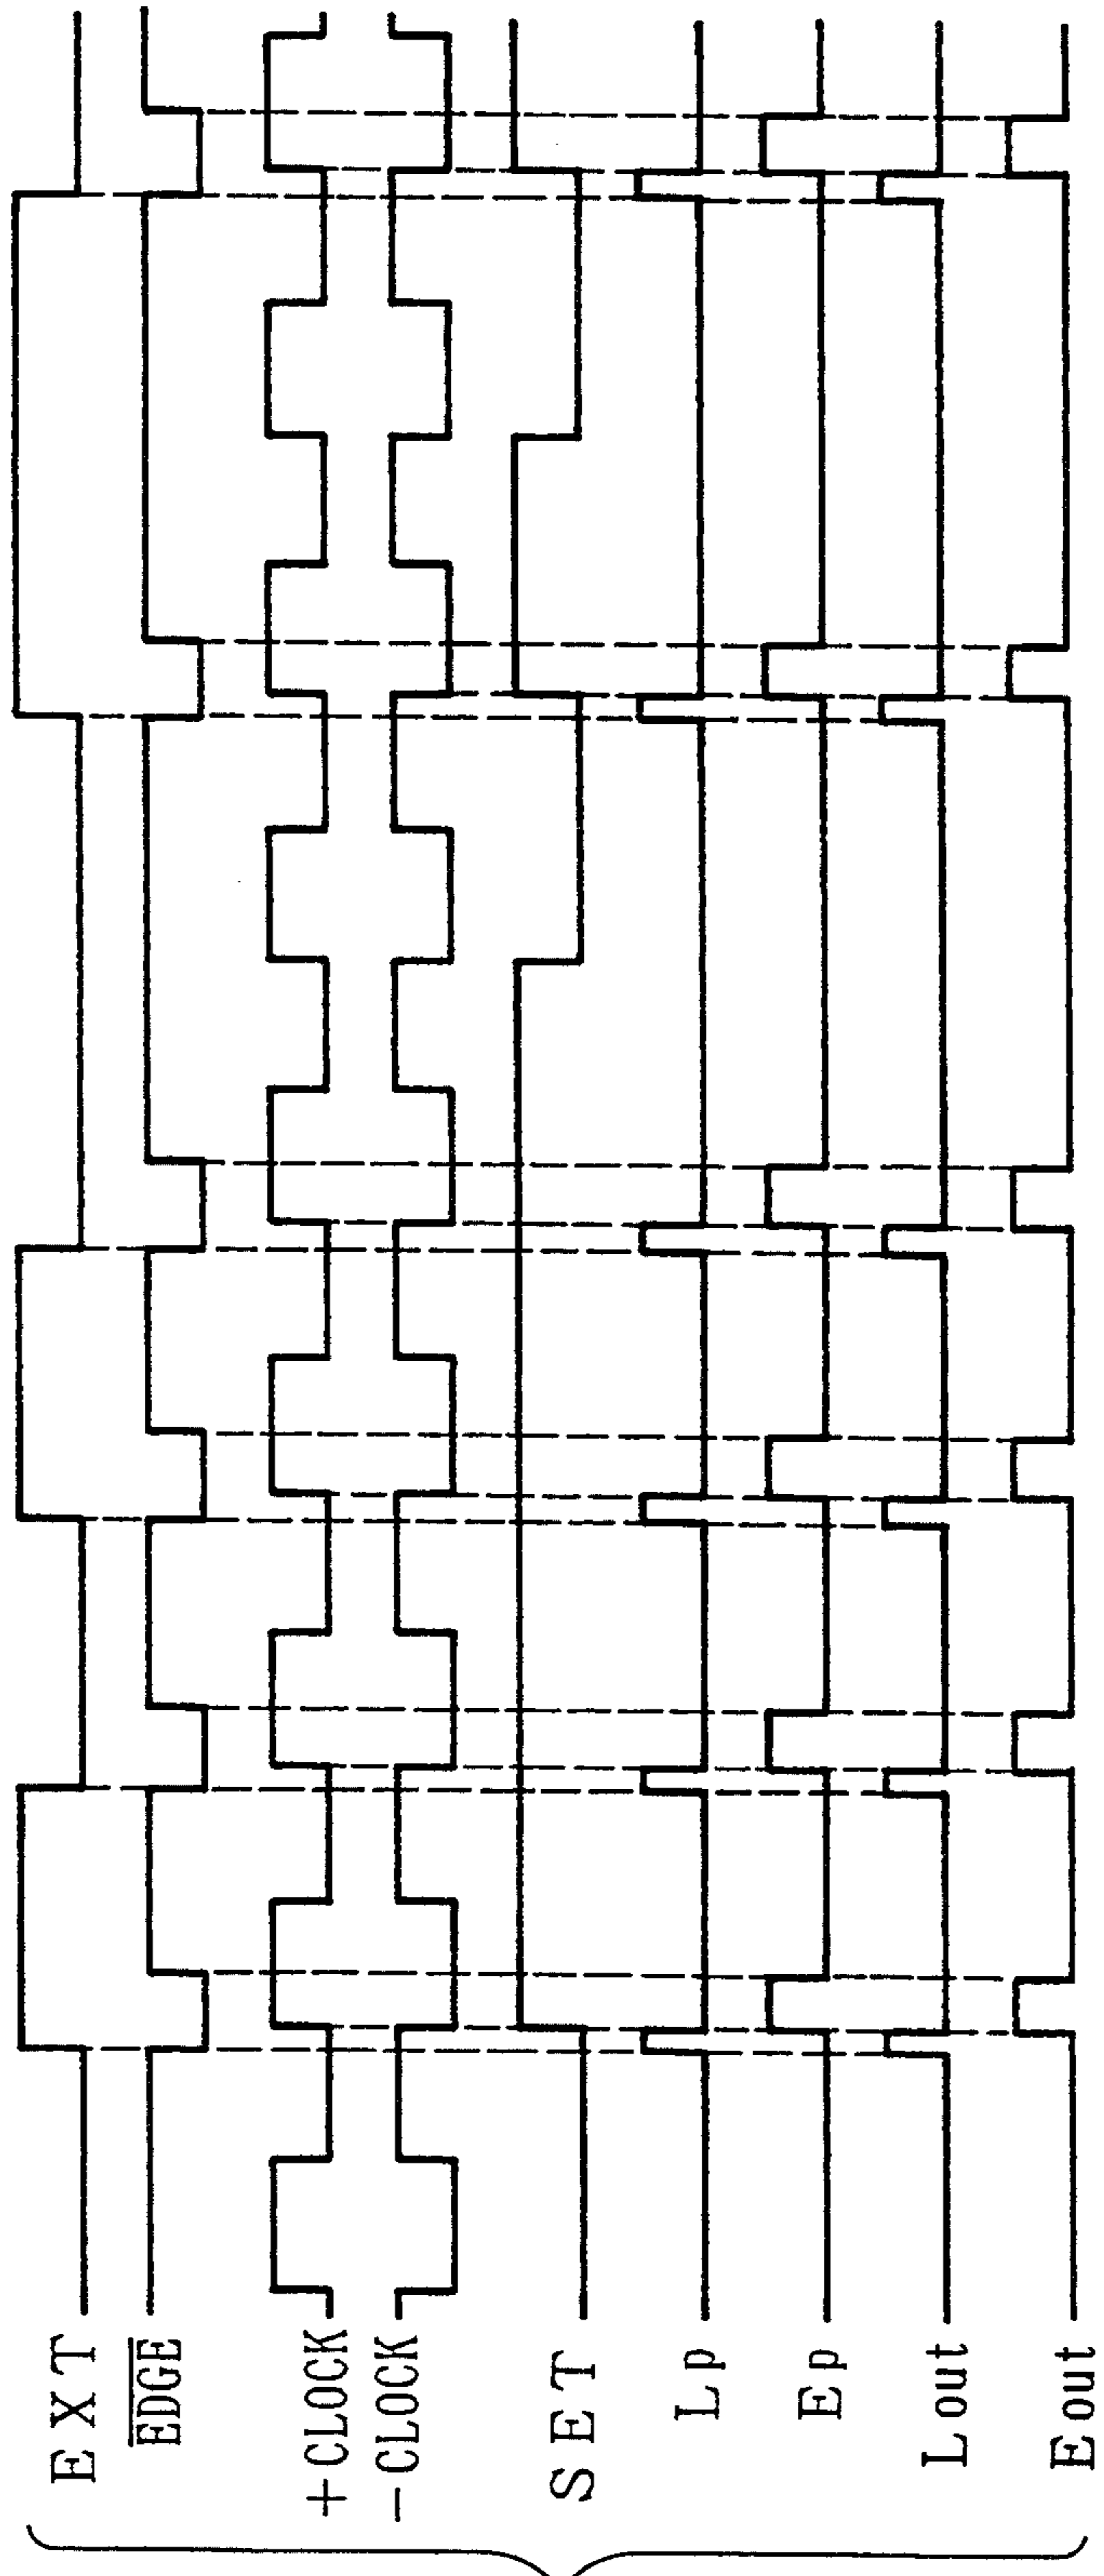 EXT
EDGE
+CLOCK
-CLOCK
SET
Lp
Ep
Lout
Eout